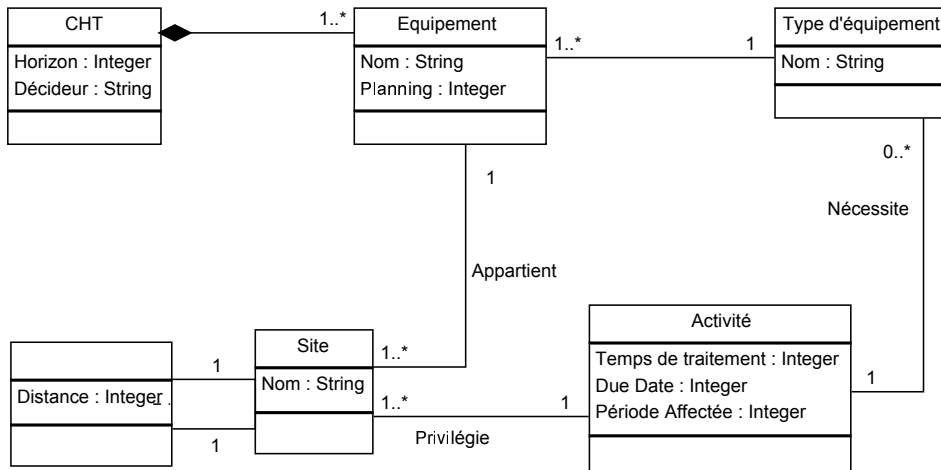 CHT
Horizon : Integer
Décideur : String
1..*
Equipement
Nom : String
Planning : Integer
1..*
1
Type d'équipement
Nom : String
1
0..*
Nécessite
Appartient
Activité
Temps de traitement : Integer
Due Date : Integer
Période Affectée : Integer
1
Site
Nom : String
1..*
1..*
1
Privilégie
Distance : Integer
1
1